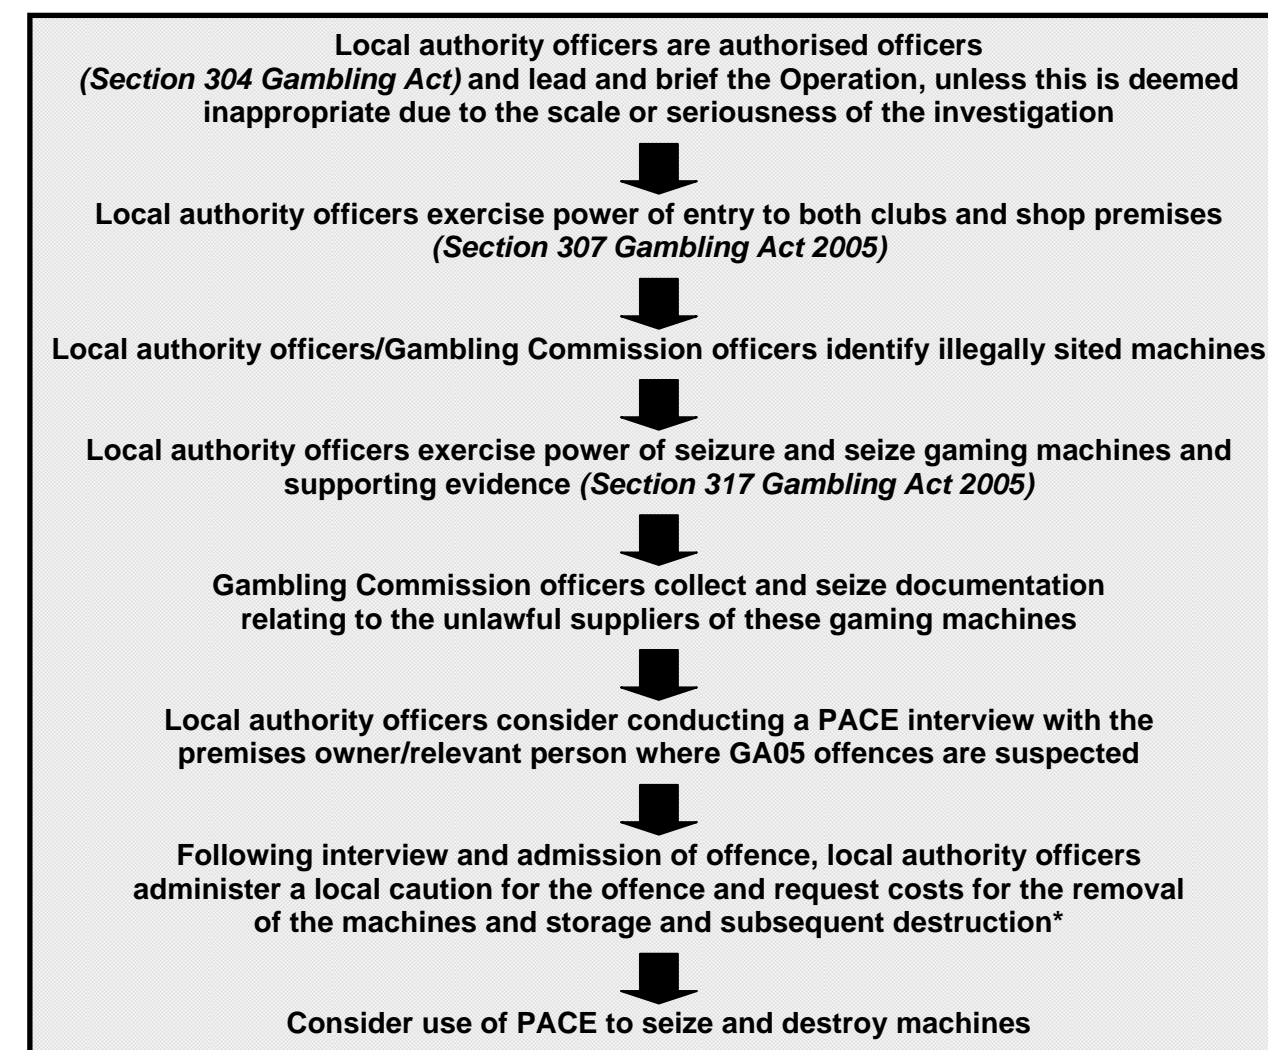 Local authority officers are authorised officers
(Section 304 Gambling Act) and lead and brief the Operation, unless this is deemed
inappropriate due to the scale or seriousness of the investigation
Local authority officers exercise power of entry to both clubs and shop premises
(Section 307 Gambling Act 2005)
Local authority officers/Gambling Commission officers identify illegally sited machines
Local authority officers exercise power of seizure and seize gaming machines and
supporting evidence (Section 317 Gambling Act 2005)
Gambling Commission officers collect and seize documentation
relating to the unlawful suppliers of these gaming machines
Local authority officers consider conducting a PACE interview with the
premises owner/relevant person where GA05 offences are suspected
Following interview and admission of offence, local authority officers
administer a local caution for the offence and request costs for the removal
of the machines and storage and subsequent destruction*
Consider use of PACE to seize and destroy machines